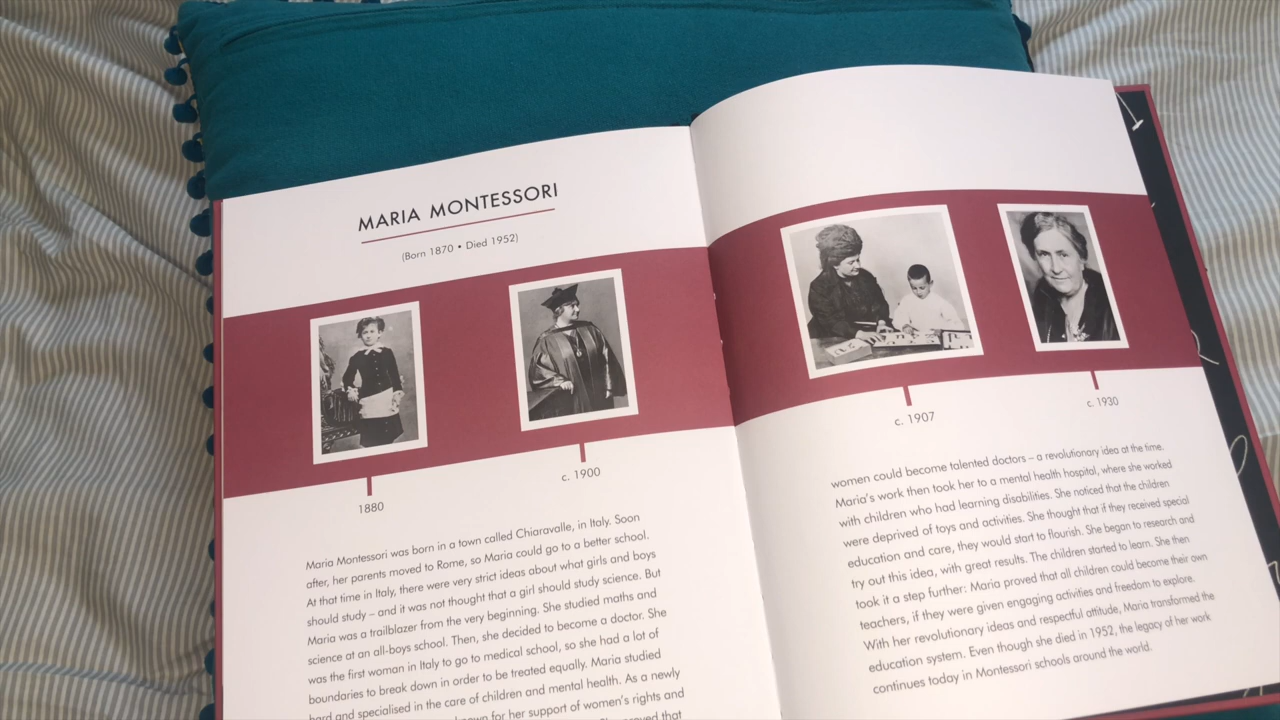 MARIA MONTESSORI
(Born 1870 • Died 1952)
1880
c. 1900
Maria Montessori was born in a town called Chiaravalle, in Italy. Soon
after, her parents moved to Rome, so Maria could go to a better school.
At that time in Italy, there were very strict ideas about what girls and boys
should study – and it was not thought that a girl should study science. But
Maria was a trailblazer from the very beginning. She studied maths and
science at an all-boys school. Then, she decided to become a doctor. She
was the first woman in Italy to go to medical school, so she had a lot of
boundaries to break down in order to be treated equally. Maria studied
hard and specialised in the care of children and mental health. As a newly
for her support of women's rights and
that
c. 1907
c. 1930
women could become talented doctors – a revolutionary idea at the time.
Maria's work then took her to a mental health hospital, where she worked
with children who had learning disabilities. She noticed that the children
were deprived of toys and activities. She thought that if they received special
education and care, they would start to flourish. She began to research and
try out this idea, with great results. The children started to learn. She then
took it a step further: Maria proved that all children could become their own
teachers, if they were given engaging activities and freedom to explore.
With her revolutionary ideas and respectful attitude, Maria transformed the
education system. Even though she died in 1952, the legacy of her work
continues today in Montessori schools around the world.